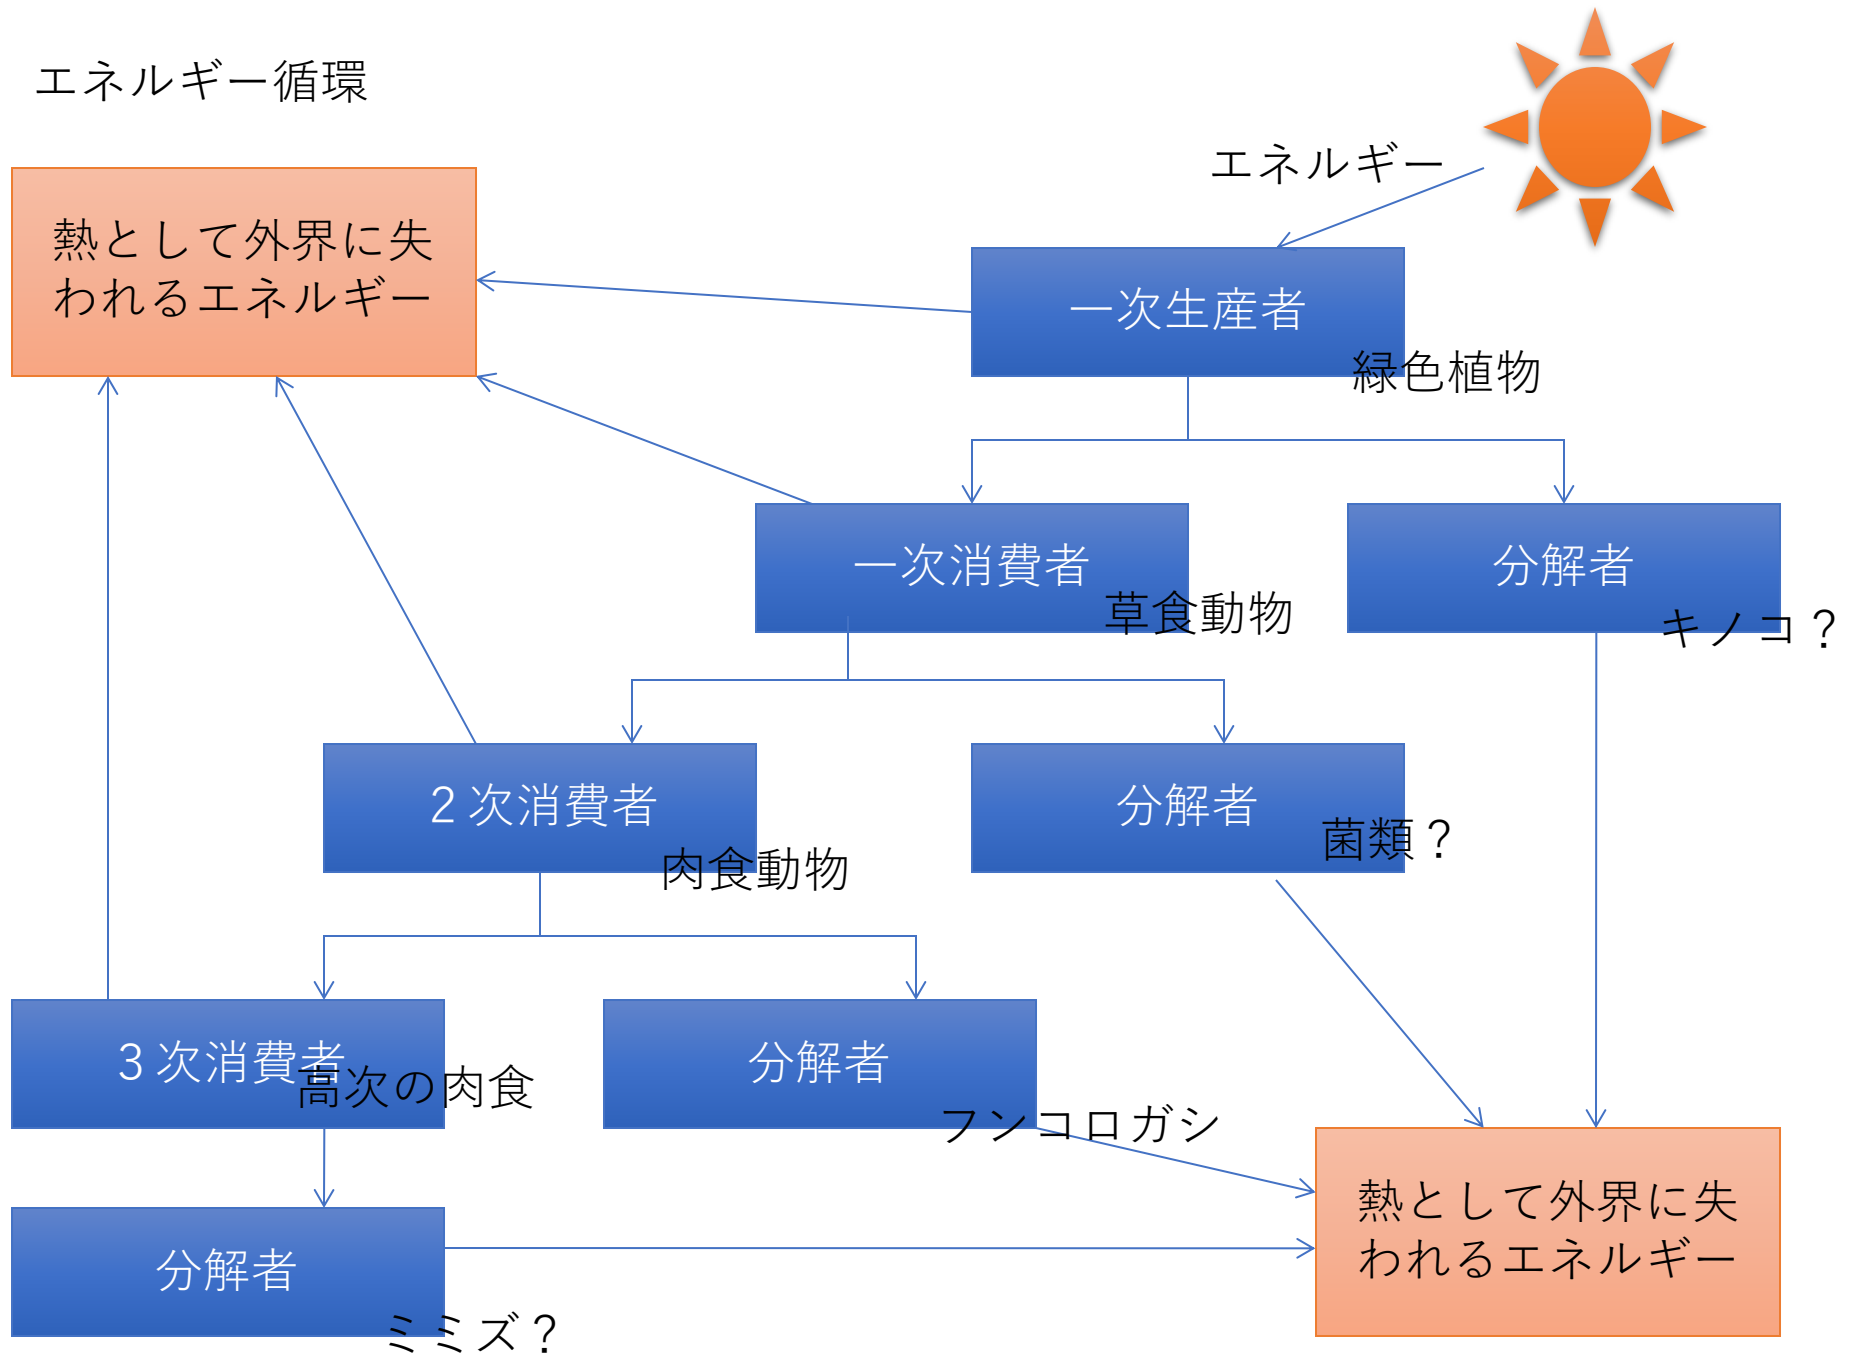 エネルギー循環
エネルギー
熱として外界に失
われるエネルギー
一次生産者
緑色植物
一次消費者
草食動物
分解者
キノコ？
２次消費者
肉食動物
分解者
菌類？
３次消費者
高次の肉食
分解者
フンコロガシ
熱として外界に失
われるエネルギー
分解者
ミミズ？